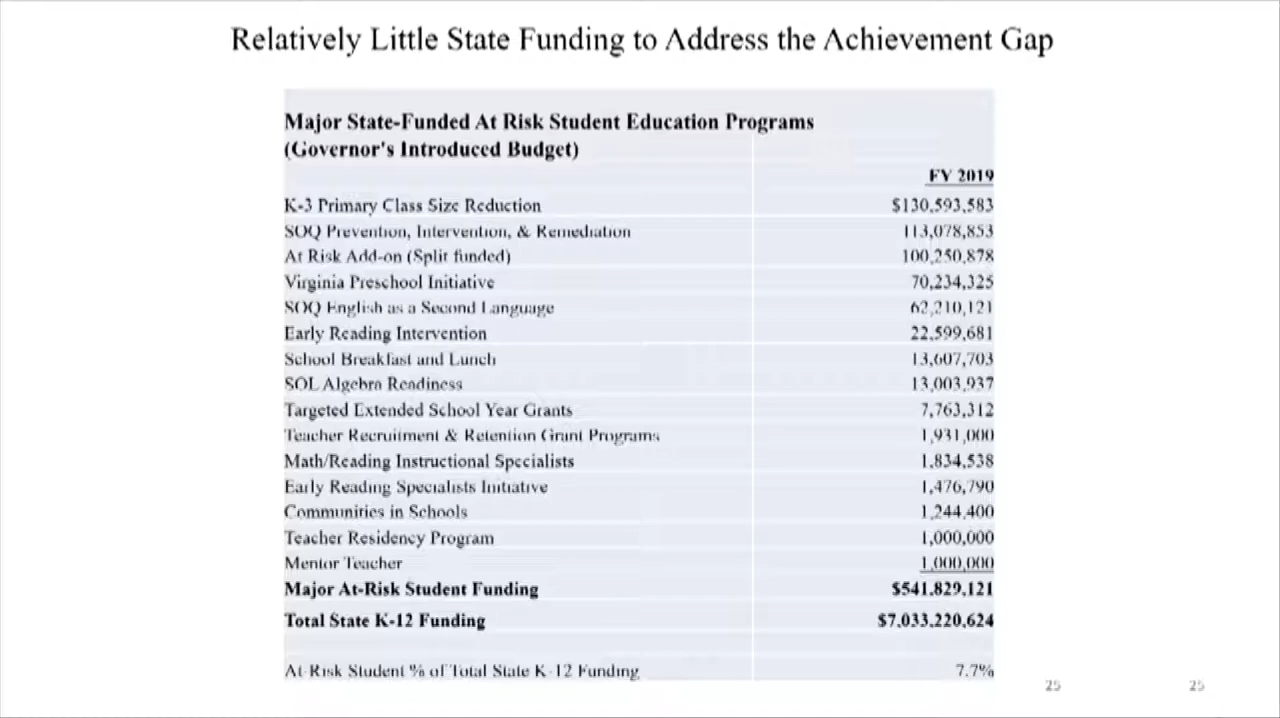 Relatively Little State Funding to Address the Achievement Gap
Major State-Funded At Risk Student Education Programs
(Governor's Introduced Budget)
FY 2019
K-3 Primary Class Size Reduction $130,593,583
SOQ Prevention, Intervention, & Remediation 113,078,853
At Risk Add-on (Split funded) 100,250,878
Virginia Preschool Initiative 70,234,325
SOQ English as a Second Language 62,210,121
Early Reading Intervention 22,599,681
School Breakfast and Lunch 13,607,703
SOL Algebra Readiness 13,003,937
Targeted Extended School Year Grants 7,763,312
Teacher Recruitment & Retention Grant Programs 1,931,000
Math/Reading Instructional Specialists 1,834,538
Early Reading Specialists Initiative 1,476,790
Communities in Schools 1,244,400
Teacher Residency Program 1,000,000
Mentor Teacher 1,000,000
Major At-Risk Student Funding $541,829,121
Total State K-12 Funding $7,033,220,624
At-Risk Student % of Total State K-12 Funding 7.7%
25 25